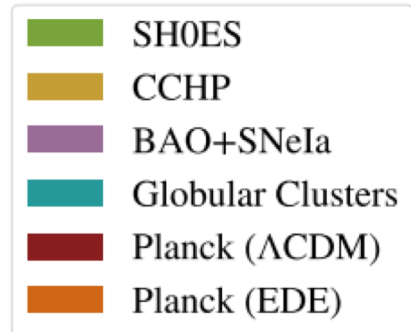 SH0ES
CCHP
BAO+SNeIa
Globular Clusters
Planck (ΛCDM)
Planck (EDE)